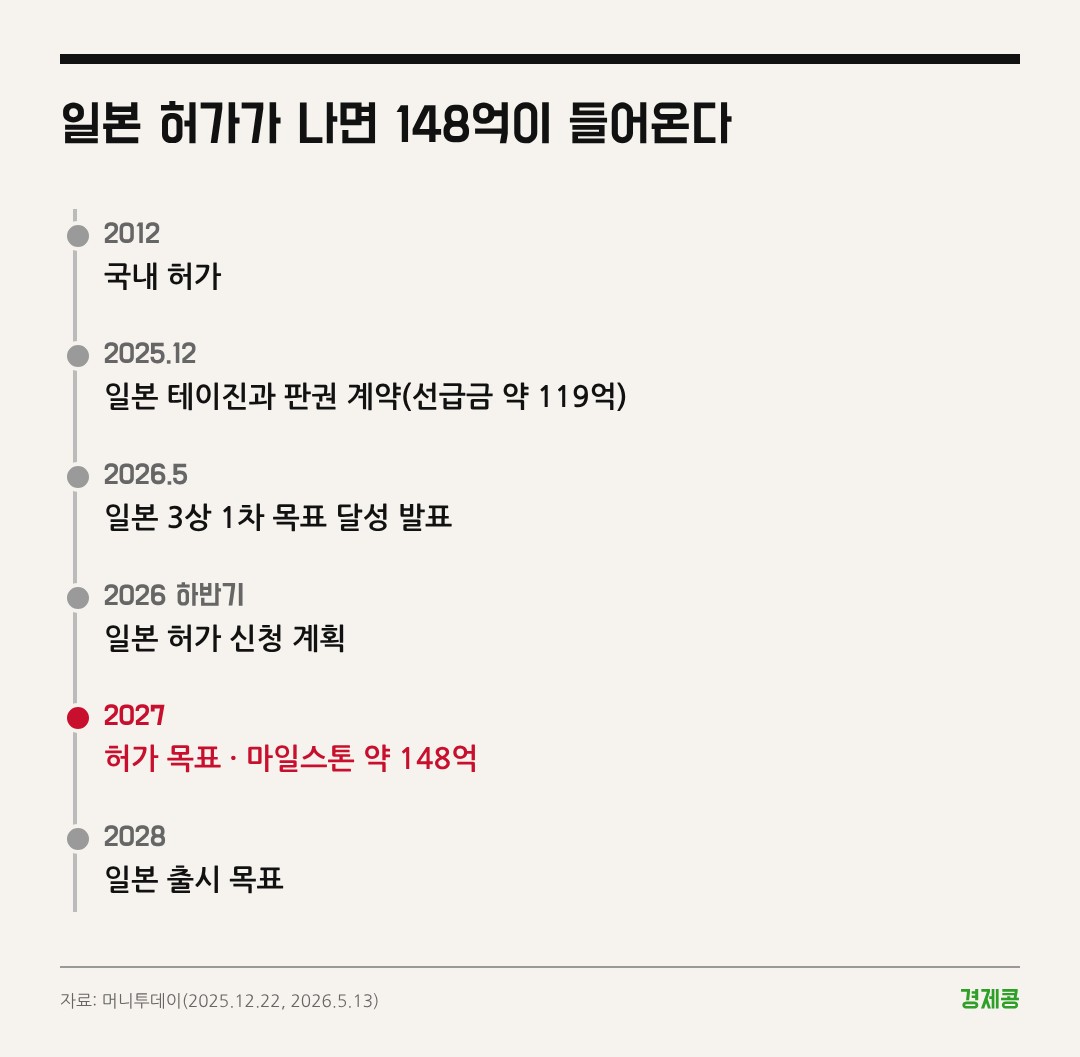 일본 허가가 나면 148억이 들어온다
2012
국내 허가
2025.12
일본 테이진과 판권 계약(선급금 약 119억)
2026.5
일본 3상 1차 목표 달성 발표
2026 하반기
일본 허가 신청 계획
2027
허가 목표 · 마일스톤 약 148억
2028
일본 출시 목표
자료: 머니투데이(2025.12.22, 2026.5.13)
경제콩